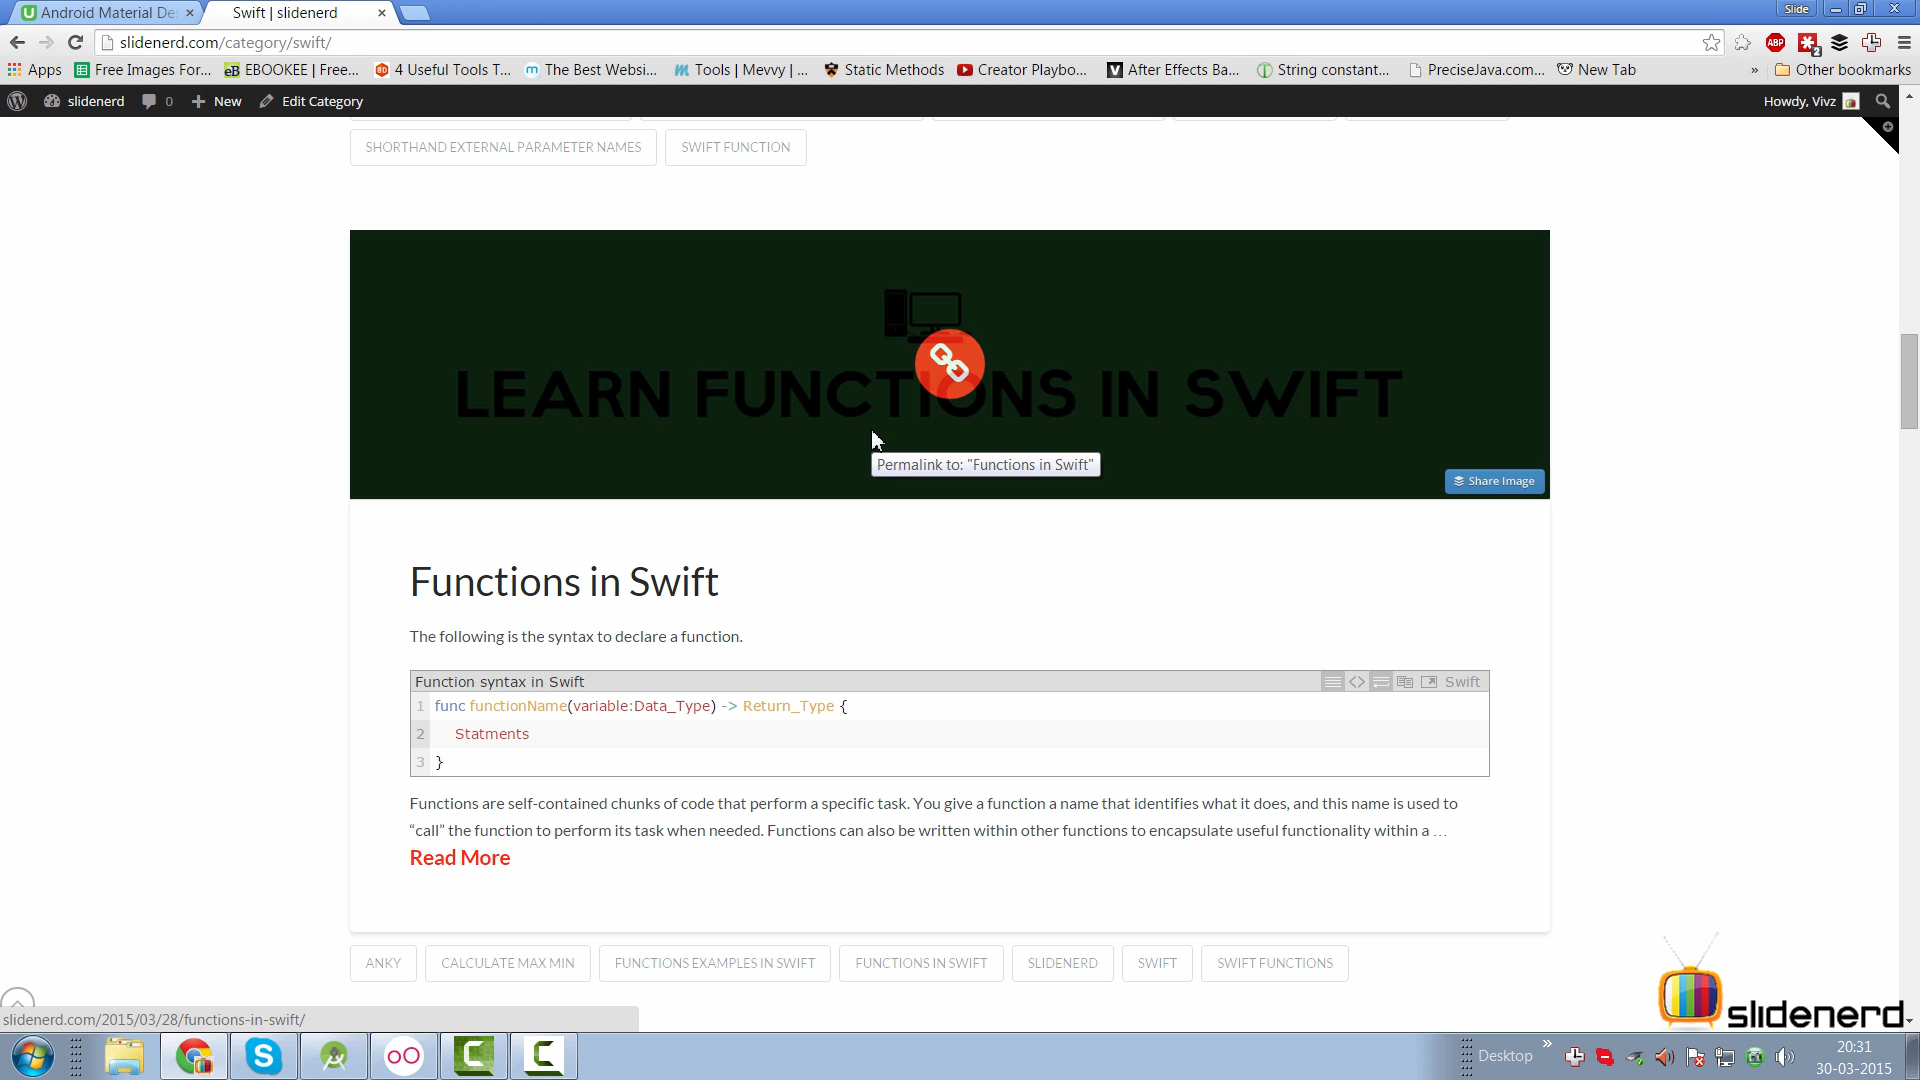 Android Material De
Swift | slidenerd
Slide
slidenerd.com/category/swift/
ABP
2
Apps
Free Images For...
EBOOKEE | Free...
4 Useful Tools T...
The Best Websi...
Tools | Mevvy | ...
Static Methods
Creator Playbo...
After Effects Ba...
String constant...
PreciseJava.com...
New Tab
»
Other bookmarks
slidenerd
0
New
Edit Category
Howdy, Vivz
SHORTHAND EXTERNAL PARAMETER NAMES
SWIFT FUNCTION
LEARN FUNCTIONS IN SWIFT
Permalink to: "Functions in Swift"
Share Image
Functions in Swift
The following is the syntax to declare a function.
Function syntax in Swift
Swift
1 func functionName(variable:Data_Type) -> Return_Type {
2 Statments
3 }
Functions are self-contained chunks of code that perform a specific task. You give a function a name that identifies what it does, and this name is used to
“call” the function to perform its task when needed. Functions can also be written within other functions to encapsulate useful functionality within a …
Read More
ANKY
CALCULATE MAX MIN
FUNCTIONS EXAMPLES IN SWIFT
FUNCTIONS IN SWIFT
SLIDENERD
SWIFT
SWIFT FUNCTIONS
slidenerd.com/2015/03/28/functions-in-swift/
slidenerd
Desktop
»
20:31
30-03-2015